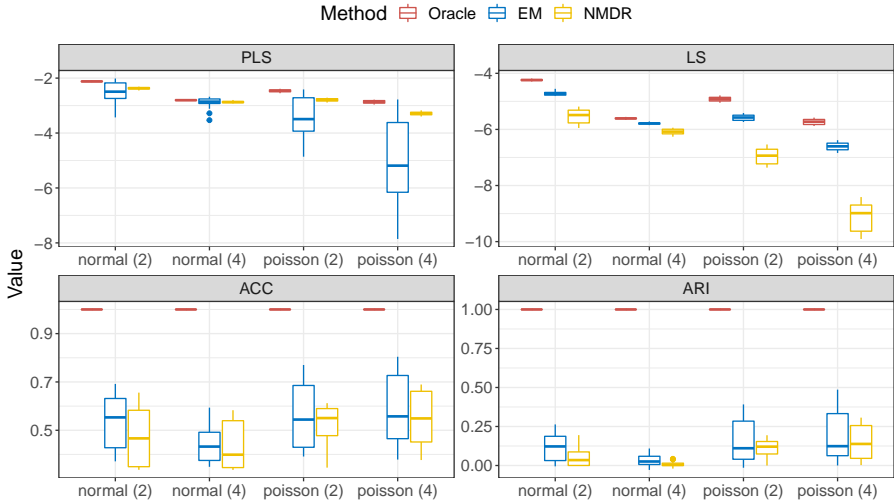 Method Oracle EM NMDR
PLS
LS
−2
−4
−6
−8
−4
−6
−8
−10
normal (2) normal (4) poisson (2) poisson (4)
normal (2) normal (4) poisson (2) poisson (4)
Value
ACC
ARI
0.9
0.7
0.5
1.00
0.75
0.50
0.25
0.00
normal (2) normal (4) poisson (2) poisson (4)
normal (2) normal (4) poisson (2) poisson (4)